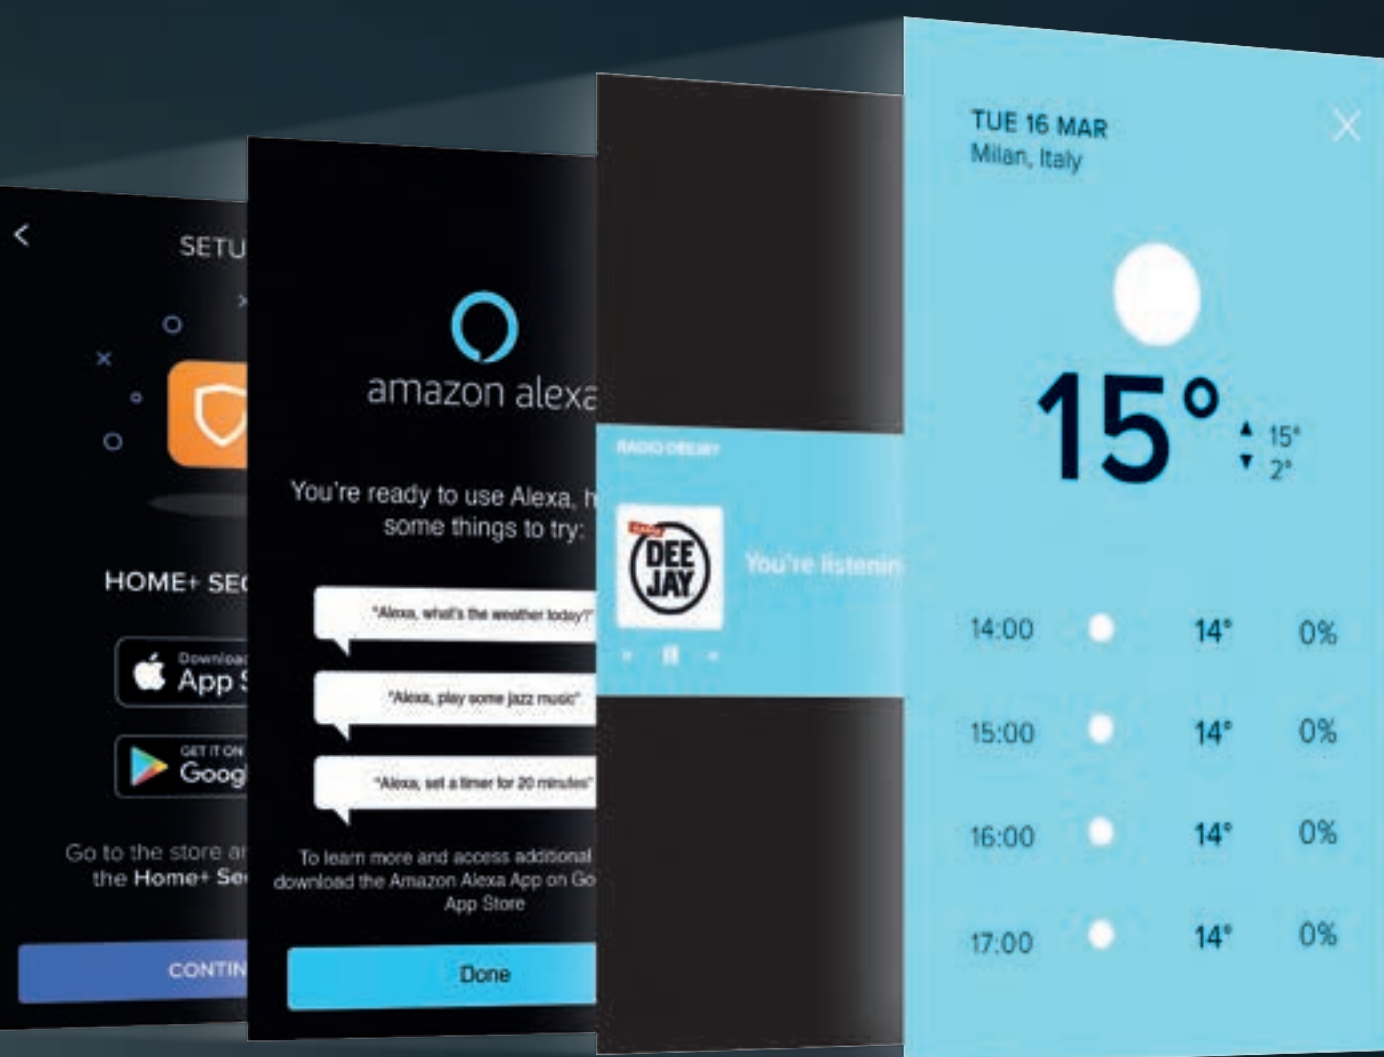 SETU
HOME+ SEC
Download
App S
GET IT ON
Goog
Go to the store an
the Home+ Se
CONTIN
amazon alexa
You're ready to use Alexa, h
some things to try:
"Alexa, what's the weather today?"
"Alexa, play some jazz music"
"Alexa, set a timer for 20 minutes"
To learn more and access additional
download the Amazon Alexa App on Go
App Store
Done
RADIO DEEJAY
RADIO
DEE
JAY
You're listenin
TUE 16 MAR
Milan, Italy
15°
15°
2°
14:00 14° 0%
15:00 14° 0%
16:00 14° 0%
17:00 14° 0%